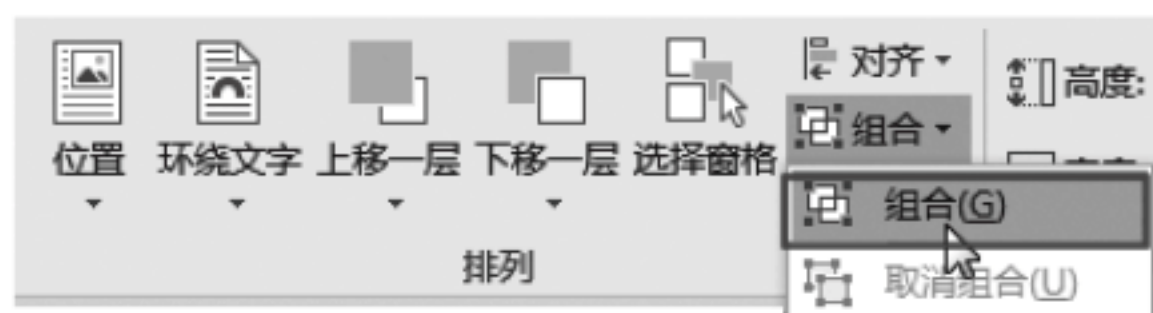 对齐
高度:
组合
位置 环绕文字 上移一层 下移一层 选择窗格
组合(G)
排列
取消组合(U)